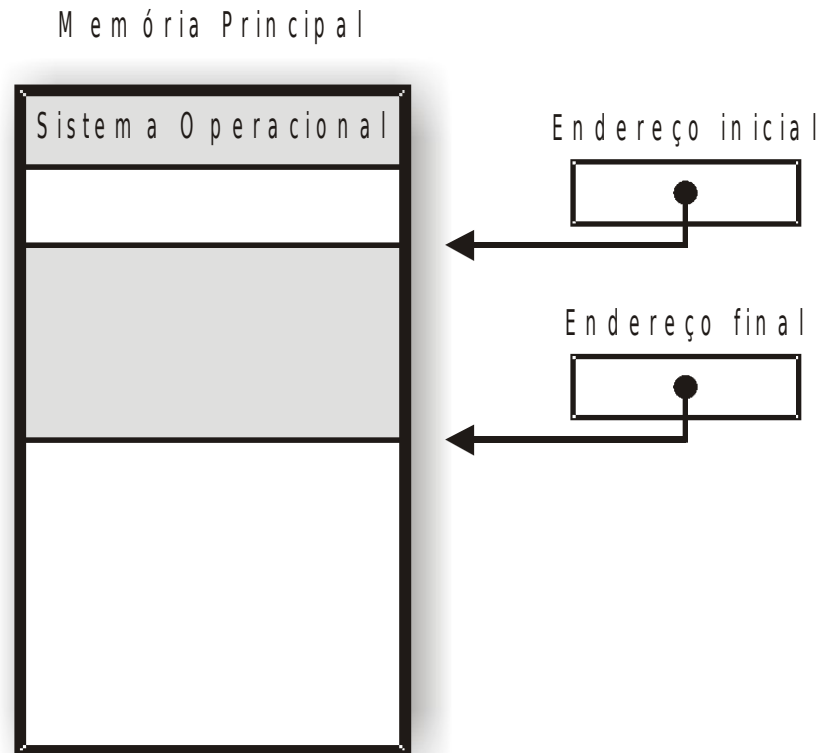 Memória Principal
Sistema Operacional
Endereço inicial
Endereço final